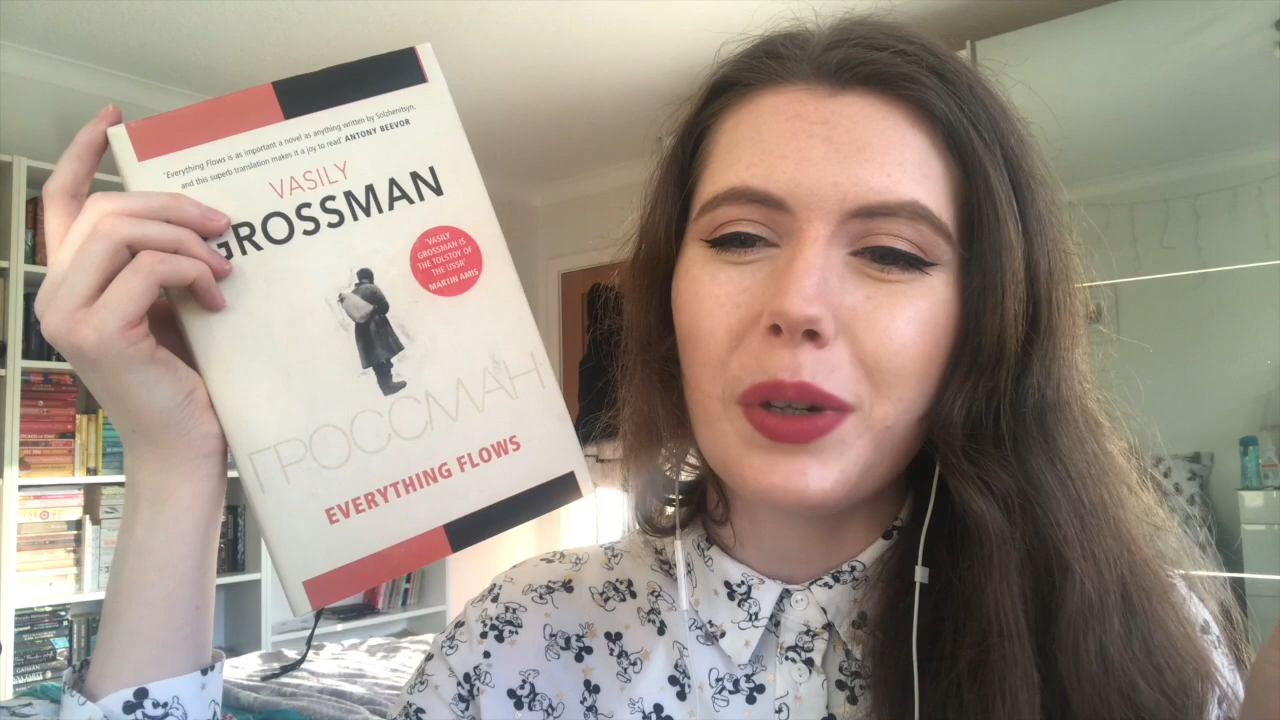 'Everything Flows is as important a novel as anything written by Solzhenitsyn,
and this superb translation makes it a joy to read' ANTONY BEEVOR
VASILY
GROSSMAN
'VASILY
GROSSMAN IS
THE TOLSTOY OF
THE USSR'
MARTIN AMIS
ГРОССМАН
EVERYTHING FLOWS